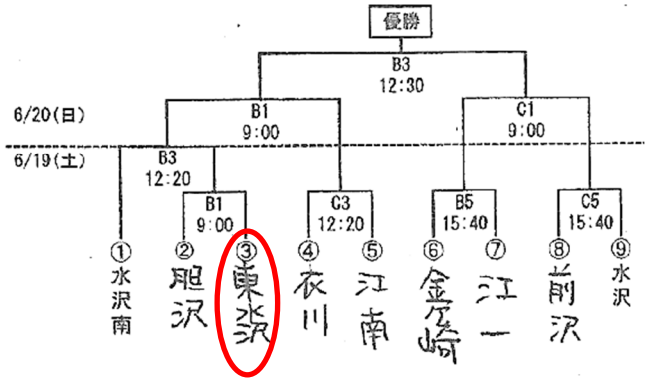 優勝
B3
12:30
6/20(日)
B1
9:00
C1
9:00
6/19(土)
B3
12:20
B1
9:00
C3
12:20
B5
15:40
C5
15:40
① ② ③ ④ ⑤ ⑥ ⑦ ⑧ ⑨
水沢南
胆沢
東水沢
衣川
江南
金ヶ崎
江一
前沢
水沢